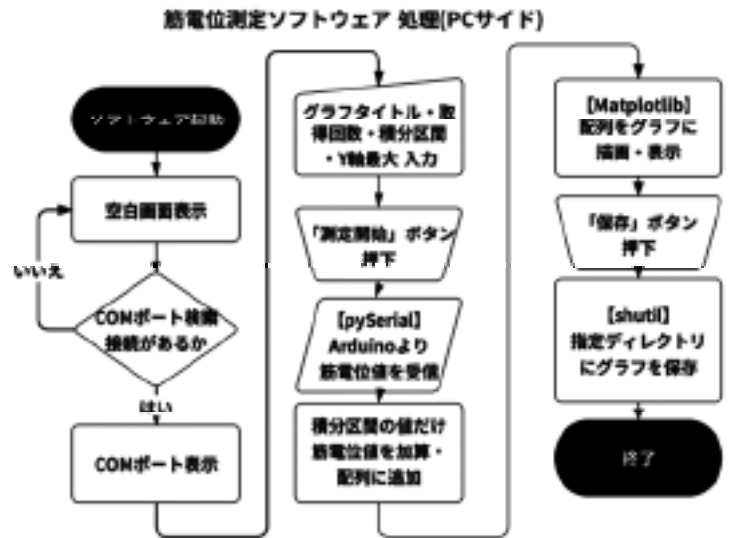 筋電位測定ソフトウェア 処理(PCサイド)
ソフトウェア起動
空白画面表示
いいえ
COMポート検索
接続があるか
はい
COMポート表示
グラフタイトル・取
得回数・積分区間
・Y軸最大 入力
「測定開始」ボタン
押下
【pySerial】
Arduinoより
筋電位値を受信
積分区間の値だけ
筋電位値を加算・
配列に追加
【Matplotlib】
配列をグラフに
描画・表示
「保存」ボタン
押下
【shutil】
指定ディレクトリ
にグラフを保存
終了